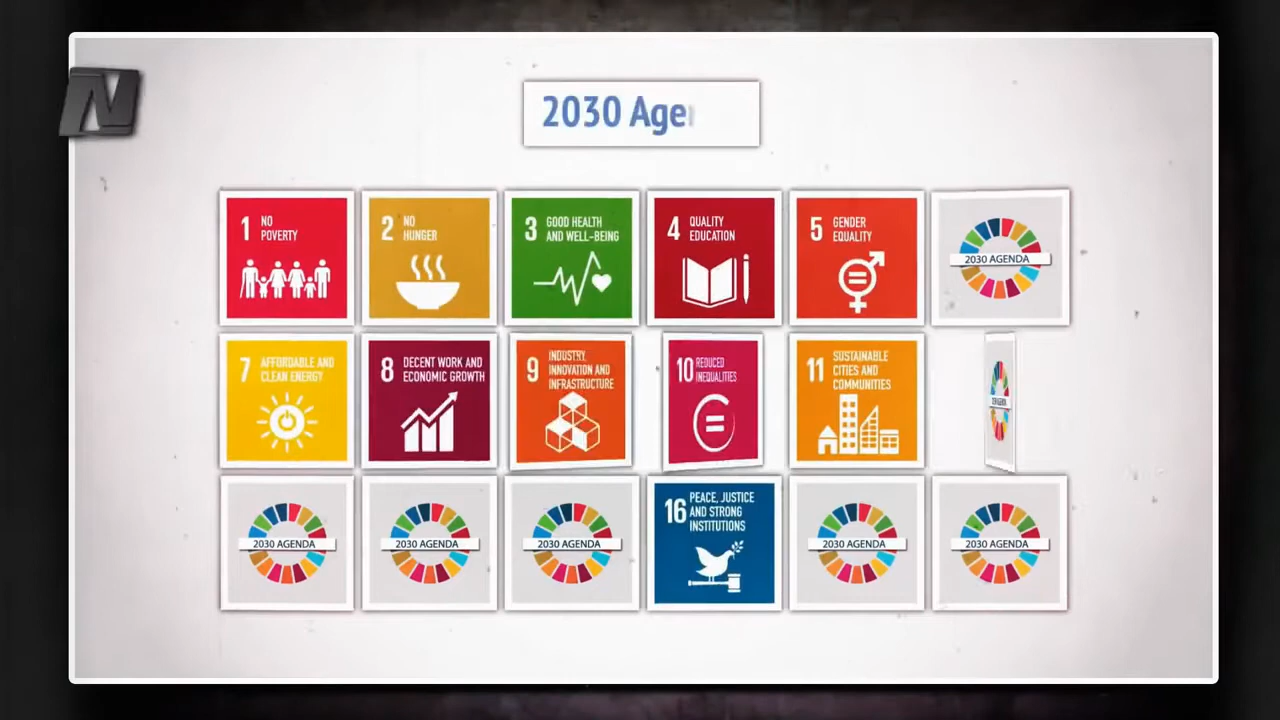 N
2030 Age
1 NO
POVERTY
2 NO
HUNGER
3 GOOD HEALTH
AND WELL-BEING
4 QUALITY
EDUCATION
5 GENDER
EQUALITY
2030 AGENDA
7 AFFORDABLE AND
CLEAN ENERGY
8 DECENT WORK AND
ECONOMIC GROWTH
9 INDUSTRY,
INNOVATION AND
INFRASTRUCTURE
10 REDUCED
INEQUALITIES
11 SUSTAINABLE
CITIES AND
COMMUNITIES
2030 AGENDA
2030 AGENDA
2030 AGENDA
16 PEACE, JUSTICE
AND STRONG
INSTITUTIONS
2030 AGENDA
2030 AGENDA